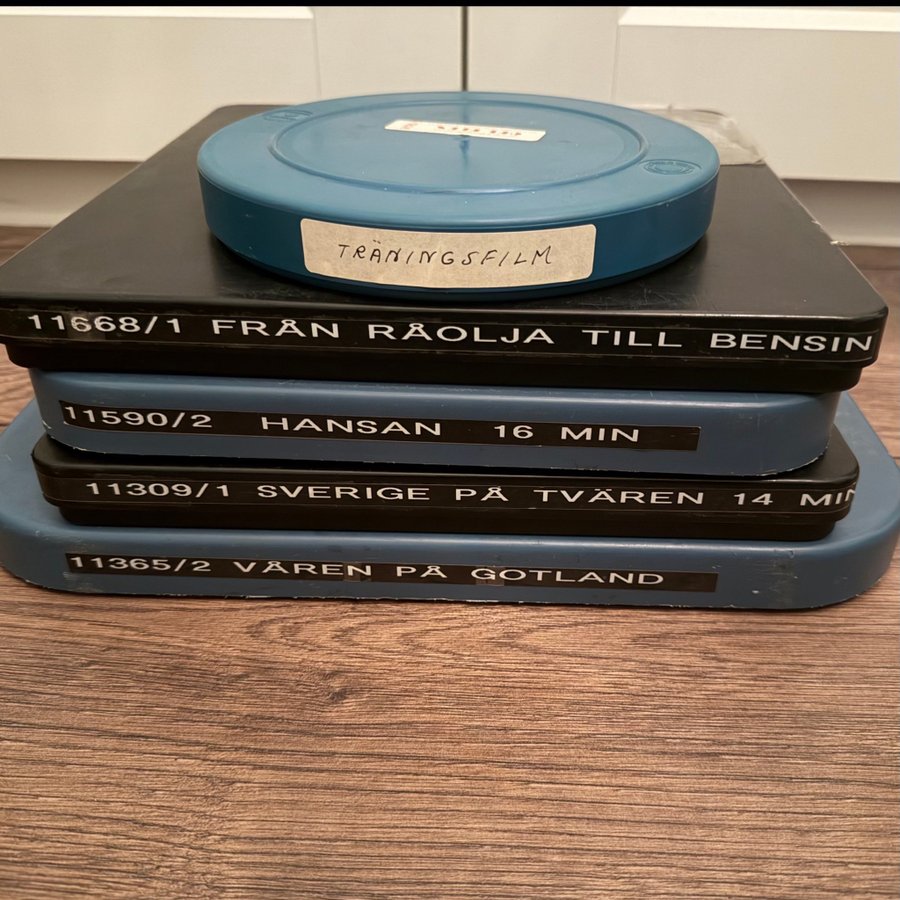 TRÄNINGSFILM
11668/1 FRÅN RÅOLJA TILL BENSIN
11590/2 HANSAN 16 MIN
11309/1 SVERIGE PÅ TVÄREN 14 MIN
11365/2 VÅREN PÅ GOTLAND